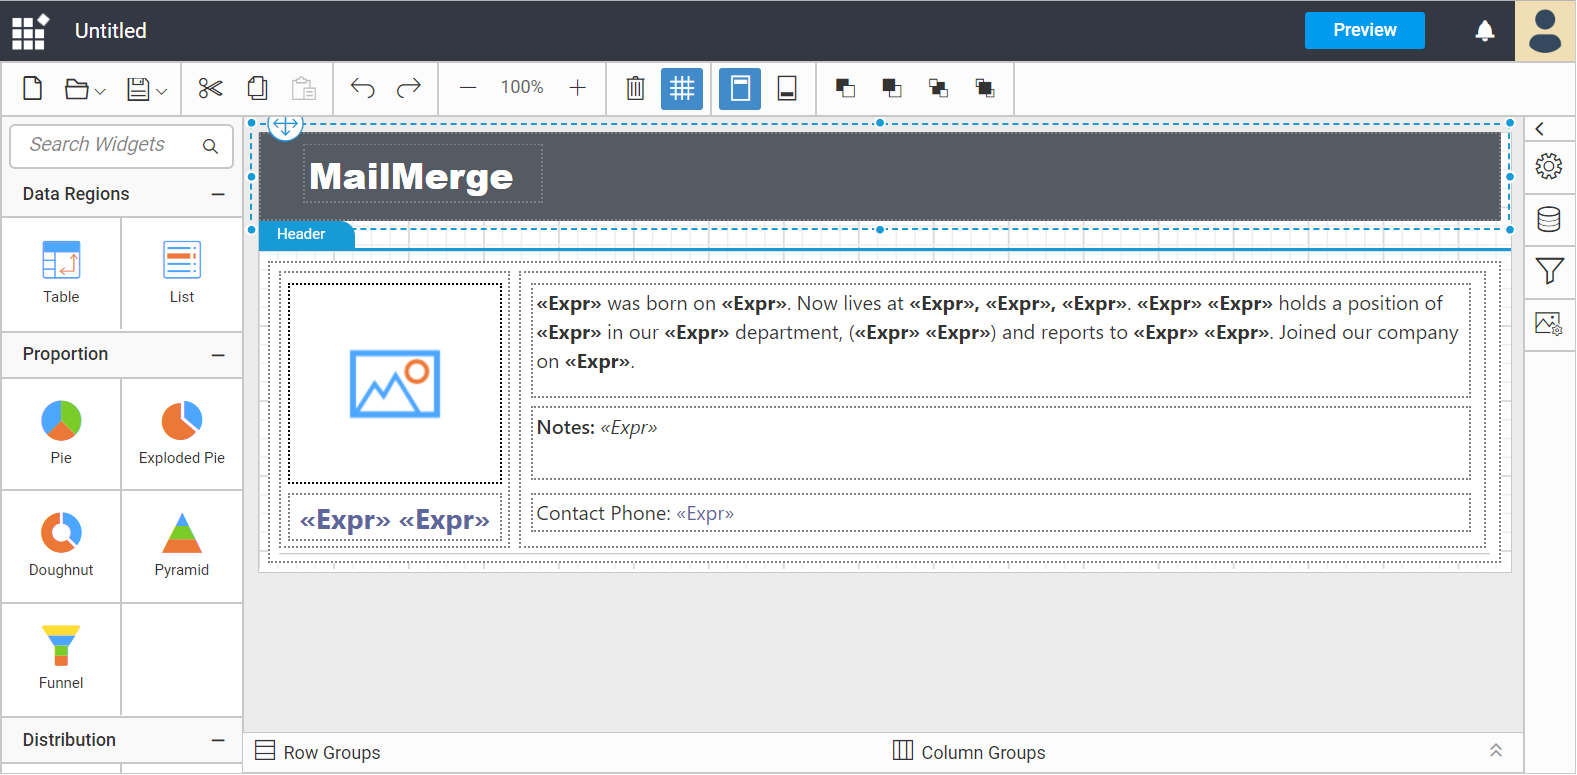 Untitled
Preview
100%
Search Widgets
Data Regions
Table
List
Proportion
Pie
Exploded Pie
Doughnut
Pyramid
Funnel
Distribution
MailMerge
Header
«Expr» was born on «Expr». Now lives at «Expr», «Expr», «Expr». «Expr» «Expr» holds a position of
«Expr» in our «Expr» department, («Expr» «Expr») and reports to «Expr» «Expr». Joined our company
on «Expr».
Notes: «Expr»
«Expr» «Expr»
Contact Phone: «Expr»
Row Groups
Column Groups